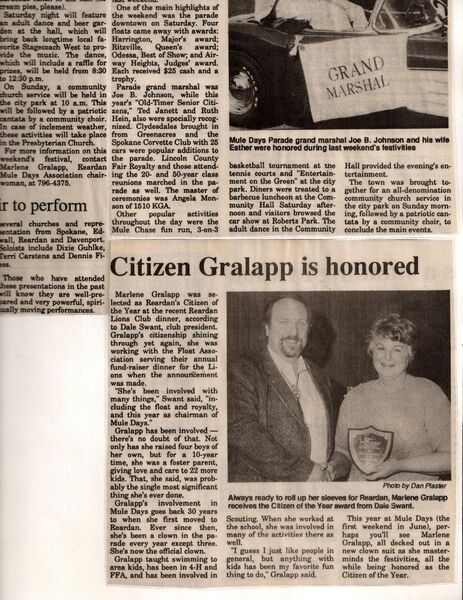 cream pies, please.
Saturday night will feature
an adult dance and beer gar-
den at the hall, which will
bring back longtime local fa-
vorite Stagecoach West to pro-
vide the music. The dance,
which will include a raffle for
prizes, will be held from 8:30
to 12:30 p.m.
On Sunday, a community
church service will be held in
the city park at 10 a.m. This
will be followed by a patriotic
cantata by a community choir.
In case of inclement weather,
these activities will take place
in the Presbyterian Church.
For more information on this
weekend's festival, contact
Marlene Gralapp, Reardan
Mule Days Association chair-
woman, at 796-4375.
ir to perform
several churches and repre-
sentation from Spokane, Ed-
wall, Reardan and Davenport.
Soloists include Dixie Guhlke,
Terri Carstens and Dennis Fi-
ess.
Those who have attended
these presentations in the past
will know they are well-pre-
pared and very powerful, spirit-
ually moving performances.
One of the main highlights of
the weekend was the parade
downtown on Saturday. Four
floats came away with awards:
Harrington, Major's award;
Ritzville, Queen's award;
Odessa, Best of Show; and Air-
way Heights, Judges' award.
Each received $25 cash and a
trophy.
Parade grand marshal was
Joe B. Johnson, while this
year's "Old-Timer Senior Citi-
zens," Ted Janett and Ruth
Hein, also were specially recog-
nized. Clydesdales brought in
from Greenacres and the
Spokane Corvette Club with 25
cars were popular additions to
the parade. Lincoln County
Fair Royalty and those attend-
ing the 20- and 50-year class
reunions marched in the pa-
rade as well. The master of
ceremonies was Angela Mon-
son of 1510 KGA.
Other popular activities
throughout the day were the
Mule Chase fun run, 3-on-3
GRAND
MARSHAL
Mule Days Parade grand marshal Joe B. Johnson and his wife
Esther were honored during last weekend's festivities
basketball tournament at the
tennis courts and "Entertain-
ment on the Green" at the city
park. Diners were treated to a
barbecue luncheon at the Com-
munity Hall Saturday after-
noon and visitors browsed the
car show at Roberts Park. The
adult dance in the Community
Hall provided the evening's en-
tertainment.
The town was brought to-
gether for an all-denomination
community church service in
the city park on Sunday morn-
ing, followed by a patriotic can-
tata by a community choir, to
conclude the main events.
Citizen Gralapp is honored
Marlene Gralapp was se-
lected as Reardan's Citizen of
the Year at the recent Reardan
Lions Club dinner, according
to Dale Swant, club president.
Gralapp's citizenship shining
through yet again, she was
working with the Float Asso-
ciation serving their annual
fund-raiser dinner for the Li-
ons when the announcement
was made.
"She's been involved with
many things," Swant said, "in-
cluding the float and royalty,
and this year as chairman of
Mule Days."
Gralapp has been involved —
there's no doubt of that. Not
only has she raised four boys of
her own, but for a 10-year
time, she was a foster parent,
giving love and care to 22 more
kids. That, she said, was prob-
ably the single most significant
thing she's ever done.
Gralapp's involvement in
Mule Days goes back 30 years
to when she first moved to
Reardan. Ever since then,
she's been a clown in the pa-
rade every year except three.
She's now the official clown.
Gralapp taught swimming to
area kids, has been in 4-H and
FFA, and has been involved in
Photo by Dan Plaster
Always ready to roll up her sleeves for Reardan, Marlene Gralapp
receives the Citizen of the Year award from Dale Swant.
Scouting. When she worked at
the school, she was involved in
many of the activities there as
well.
"I guess I just like people in
general, but anything with
kids has been my favorite fun
thing to do," Gralapp said.
This year at Mule Days (the
first weekend in June), per-
haps you'll see Marlene
Gralapp, all decked out in a
new clown suit as she master-
minds the festivities, all the
while being honored as the
Citizen of the Year.